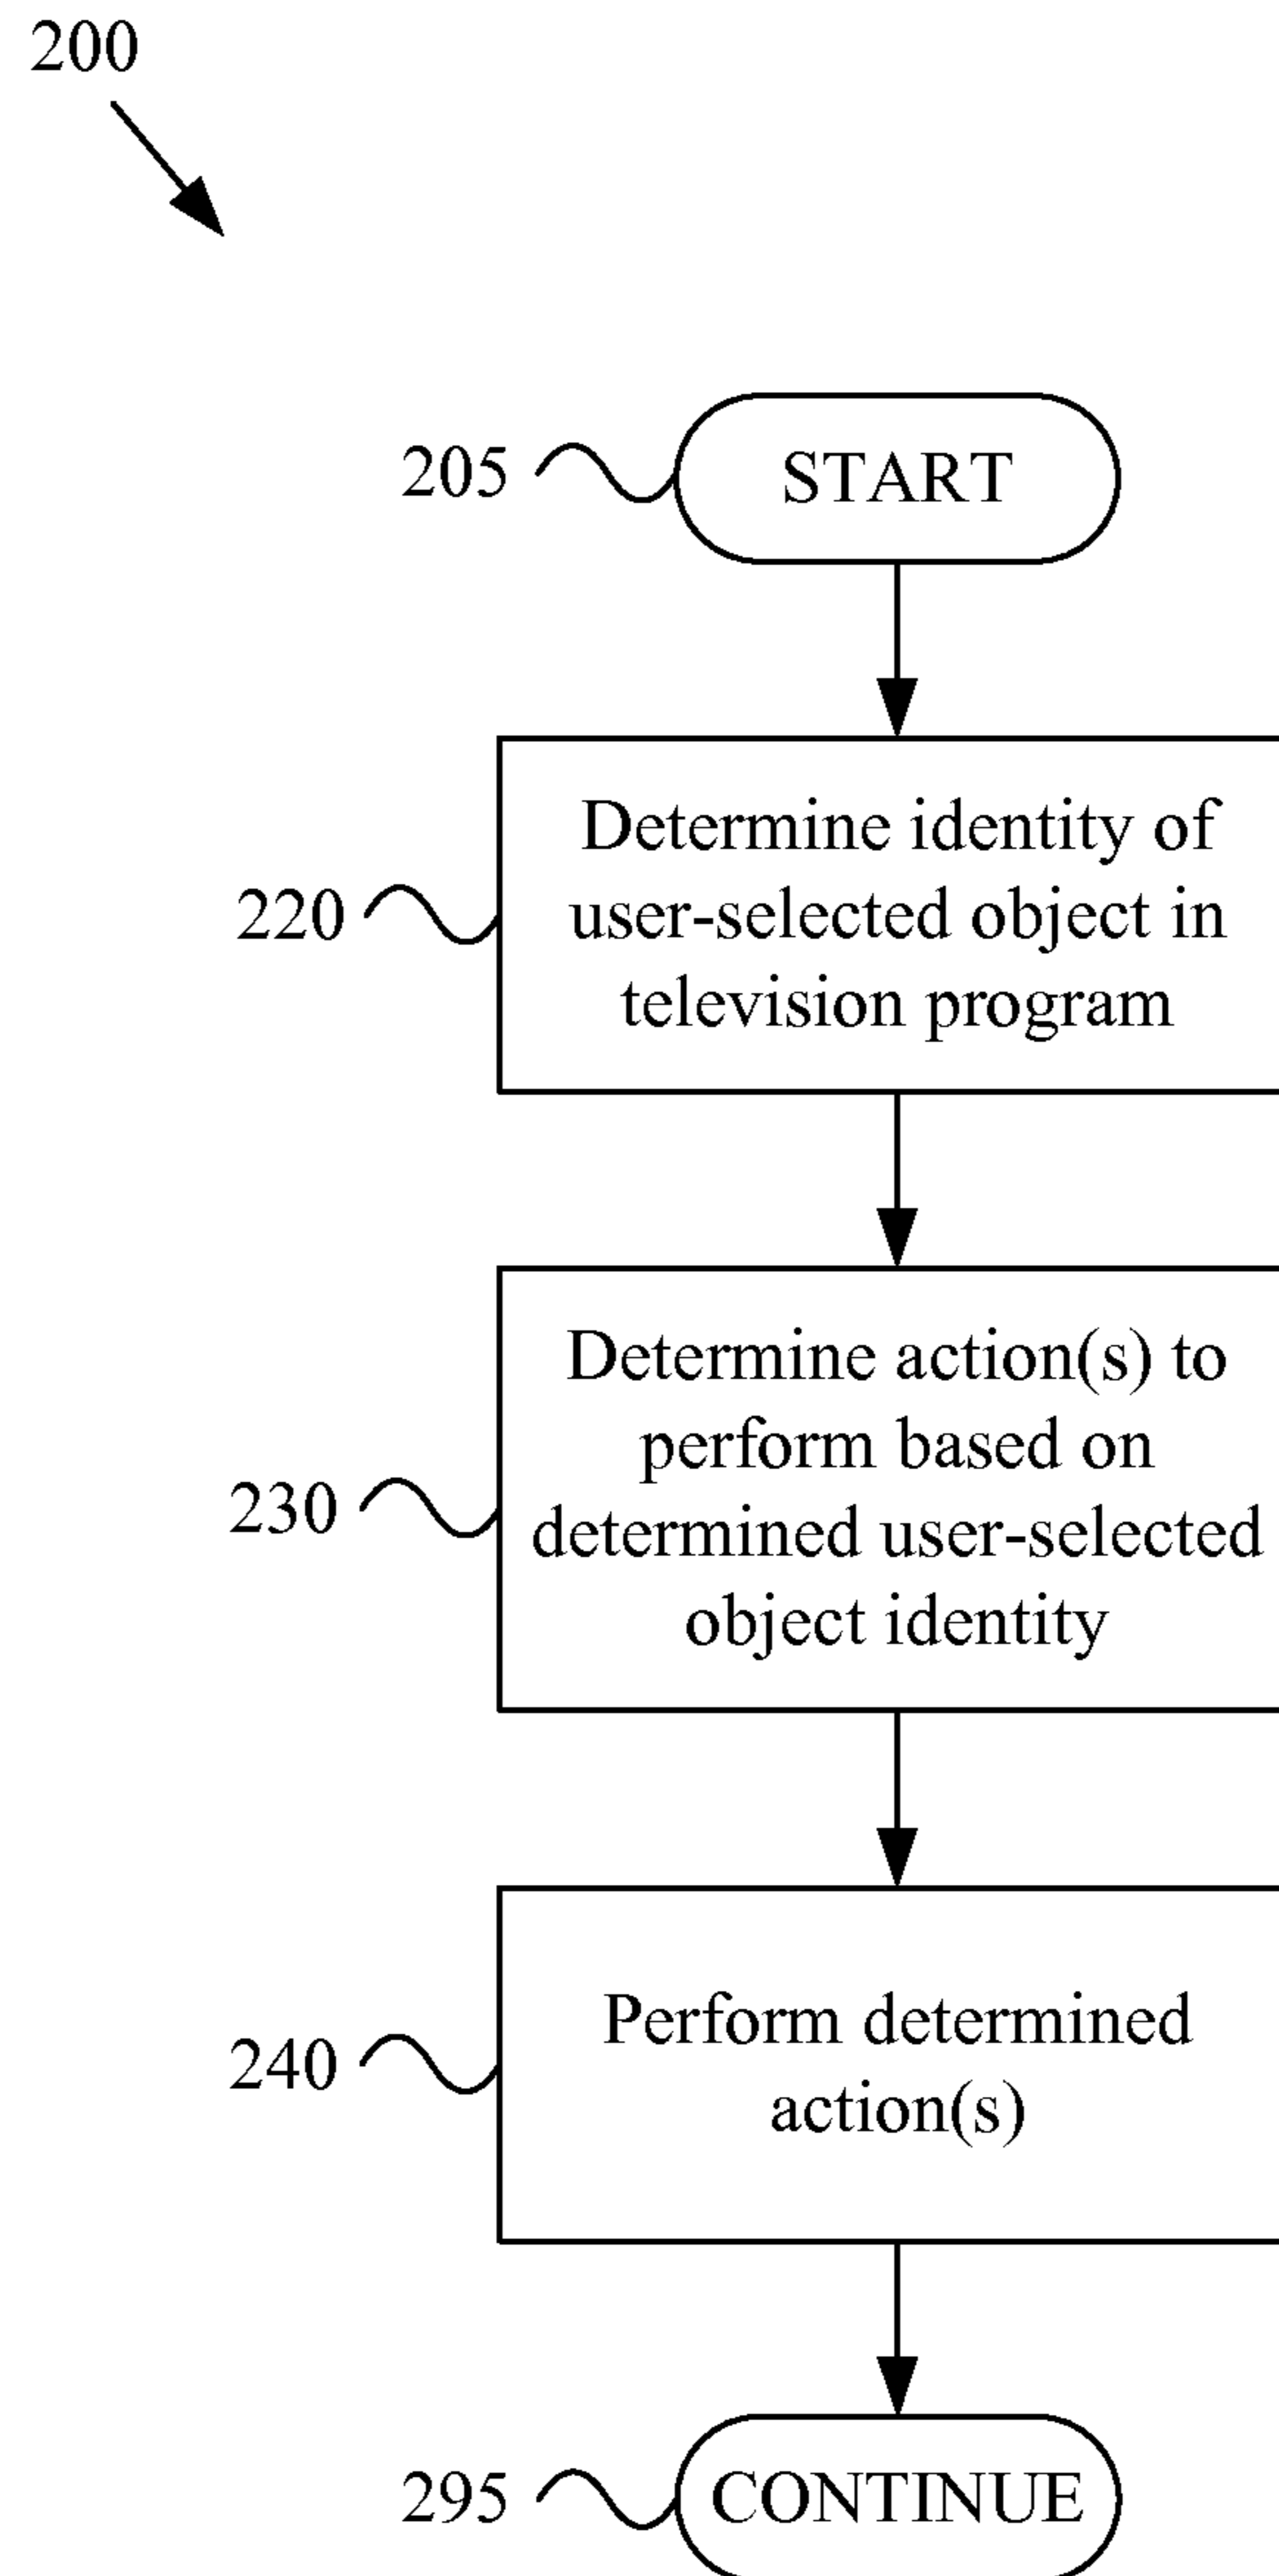 200
205
START
220
Determine identity of
user-selected object in
television program
230
Determine action(s) to
perform based on
determined user-selected
object identity
240
Perform determined
action(s)
295
CONTINUE